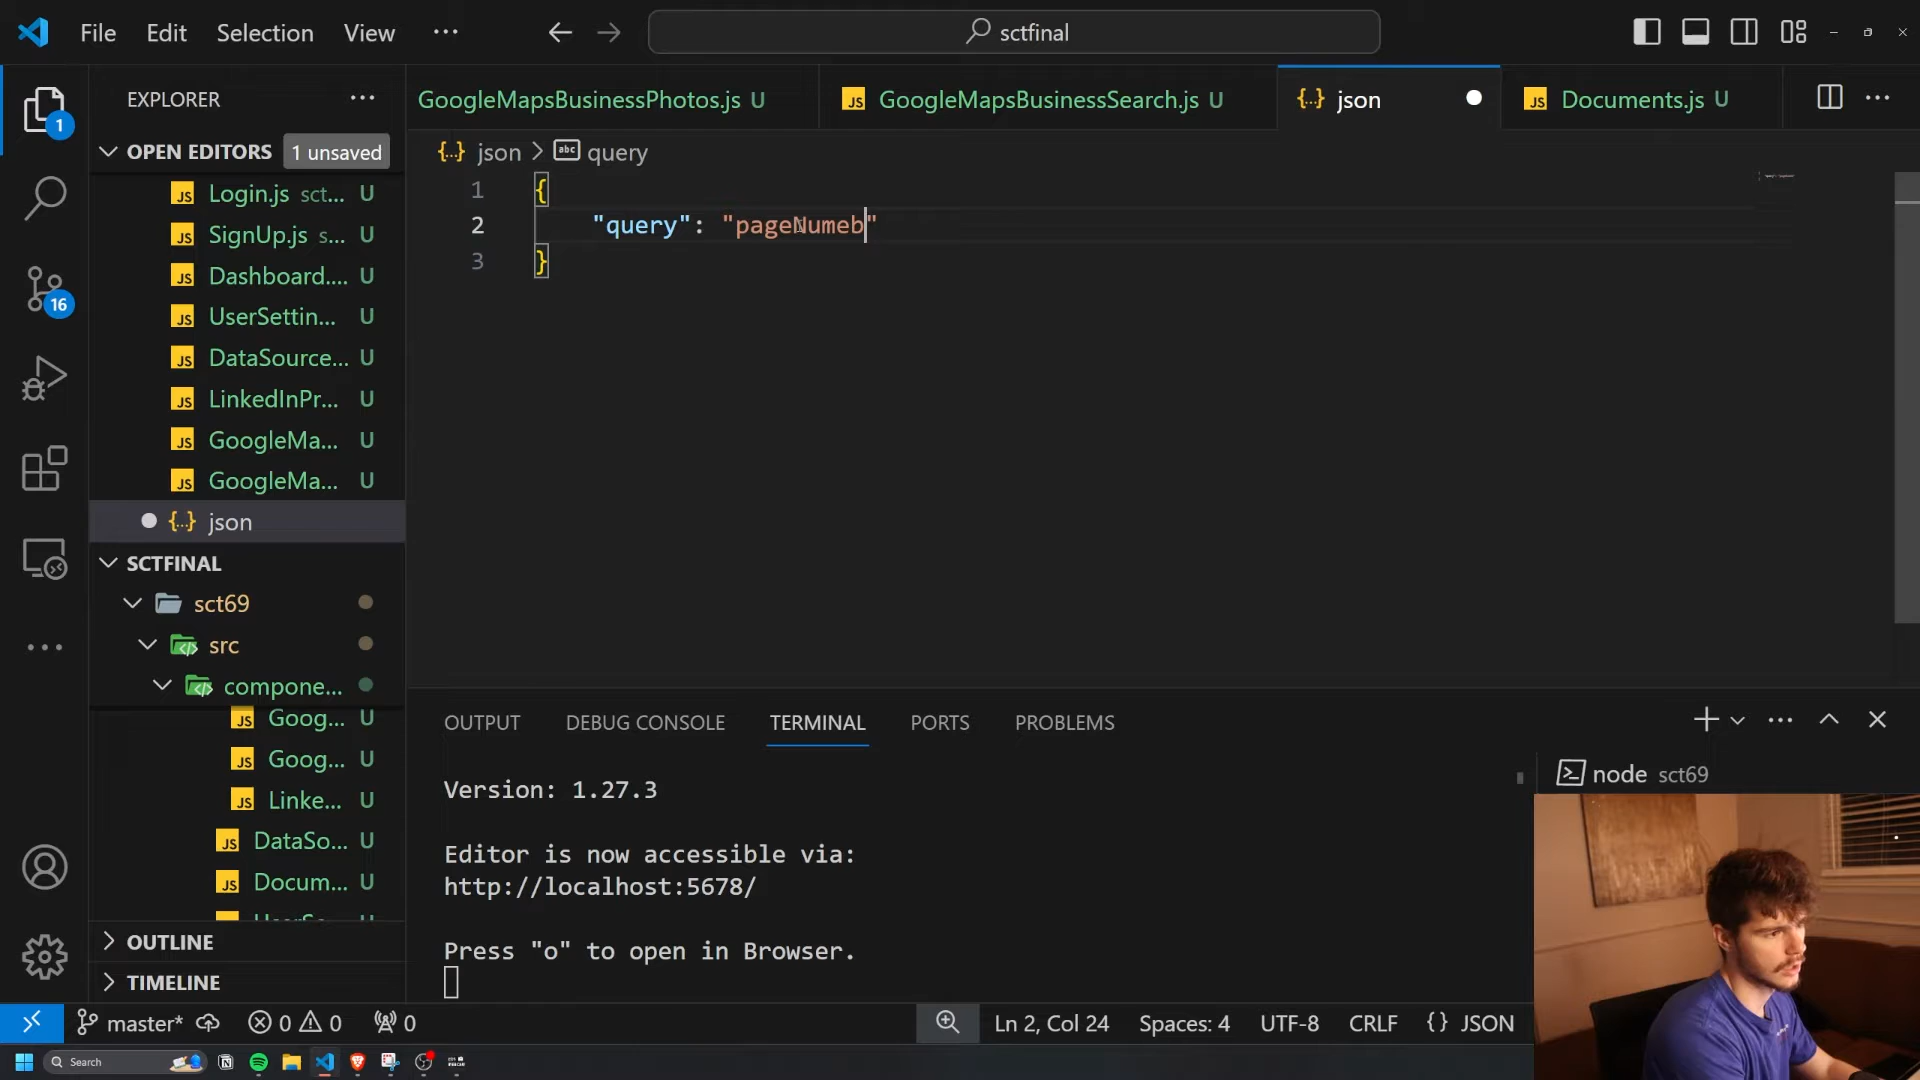 File Edit Selection View ... sctfinal
EXPLORER ...
GoogleMapsBusinessPhotos.js U
GoogleMapsBusinessSearch.js U
json
Documents.js U
OPEN EDITORS 1 unsaved
json > query
Login.js sct... U
SignUp.js s... U
Dashboard.... U
UserSettin... U
DataSource... U
LinkedInPr... U
GoogleMa... U
GoogleMa... U
json
1 {
2 "query": "pageNumeb"
3 }
SCTFINAL
sct69
src
compone...
Goog... U
Goog... U
Linke... U
DataSo... U
Docum... U
OUTLINE
TIMELINE
1
16
OUTPUT DEBUG CONSOLE TERMINAL PORTS PROBLEMS
node sct69
Version: 1.27.3
Editor is now accessible via:
http://localhost:5678/
Press "o" to open in Browser.
master* 0 0 0 Ln 2, Col 24 Spaces: 4 UTF-8 CRLF {} JSON
Search